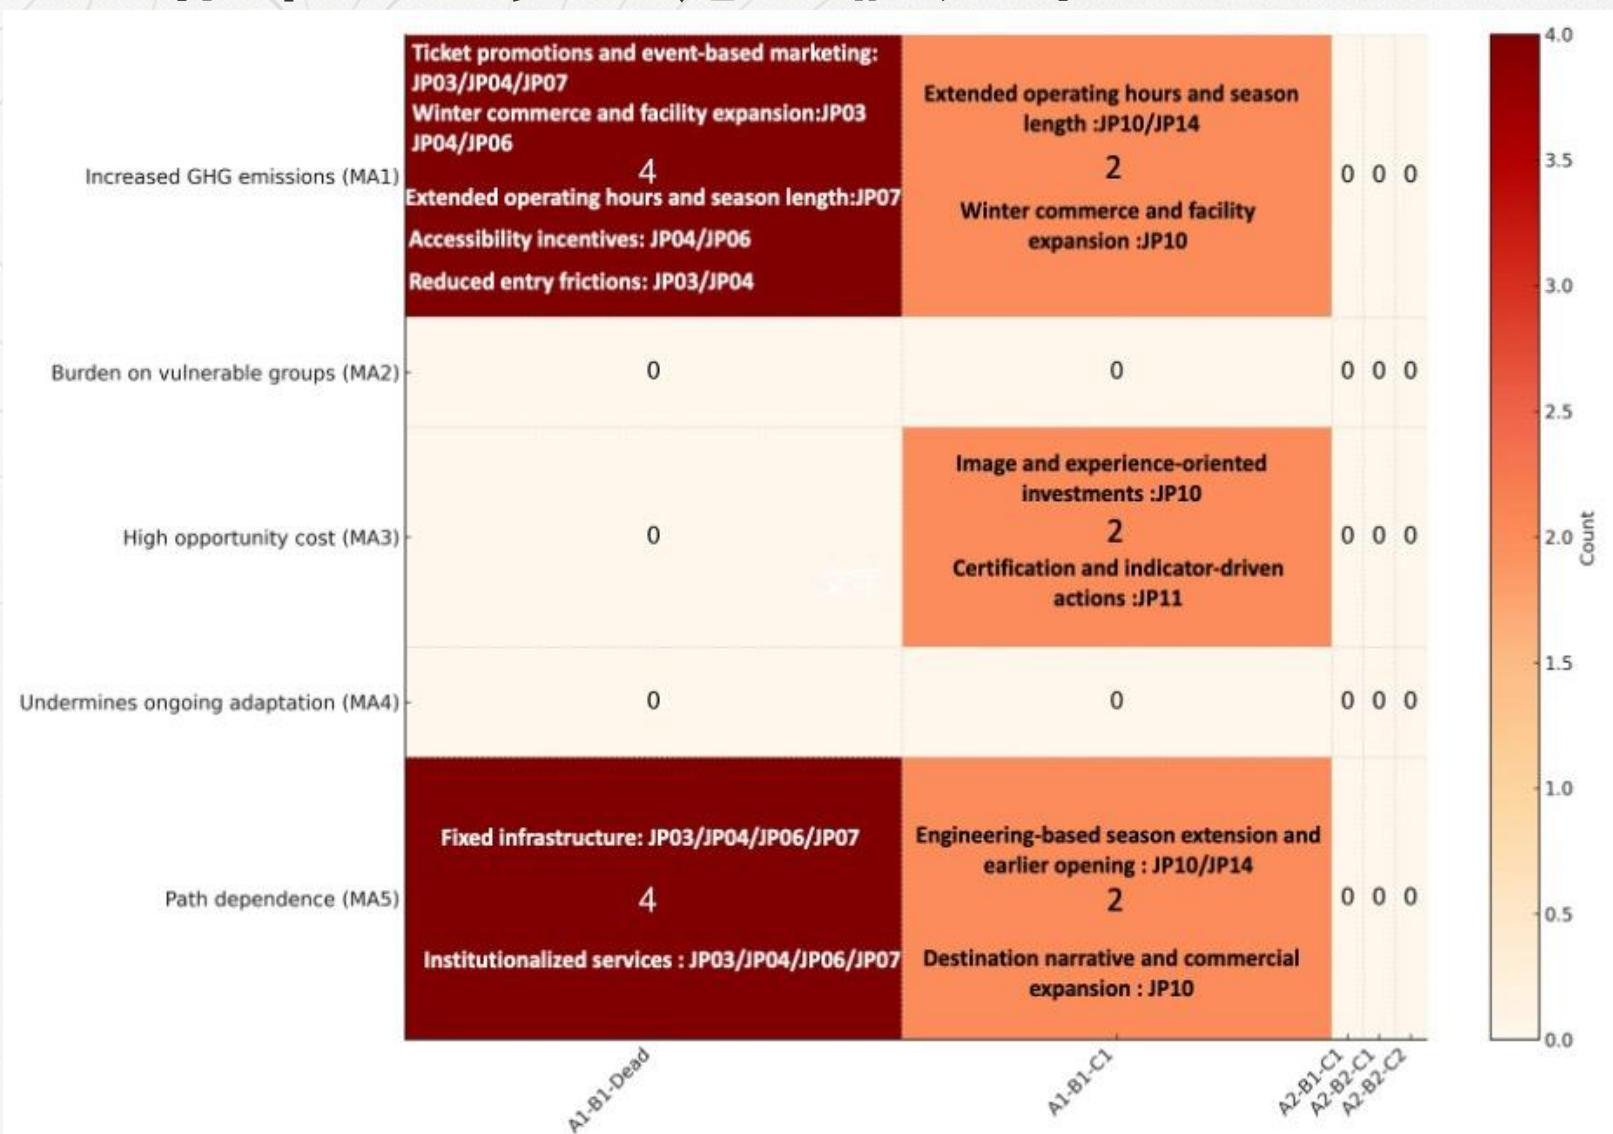 Ticket promotions and event-based marketing:
JP03/JP04/JP07
Winter commerce and facility expansion:JP03
JP04/JP06
4
Extended operating hours and season length:JP07
Accessibility incentives: JP04/JP06
Reduced entry frictions: JP03/JP04
Extended operating hours and season
length :JP10/JP14
2
Winter commerce and facility
expansion :JP10
Increased GHG emissions (MA1)
0 0 0
Burden on vulnerable groups (MA2)
0
0
0 0 0
High opportunity cost (MA3)
0
Image and experience-oriented
investments :JP10
2
Certification and indicator-driven
actions :JP11
0 0 0
Undermines ongoing adaptation (MA4)
0
0
0 0 0
Path dependence (MA5)
Fixed infrastructure: JP03/JP04/JP06/JP07
4
Institutionalized services : JP03/JP04/JP06/JP07
Engineering-based season extension and
earlier opening : JP10/JP14
2
Destination narrative and commercial
expansion : JP10
0 0 0
A1-B1-Dead
A1-B1-C1
A2-B1-C1
A2-B2-C1
A2-B2-C2
4.0
3.5
3.0
2.5
2.0
1.5
1.0
0.5
0.0
Count